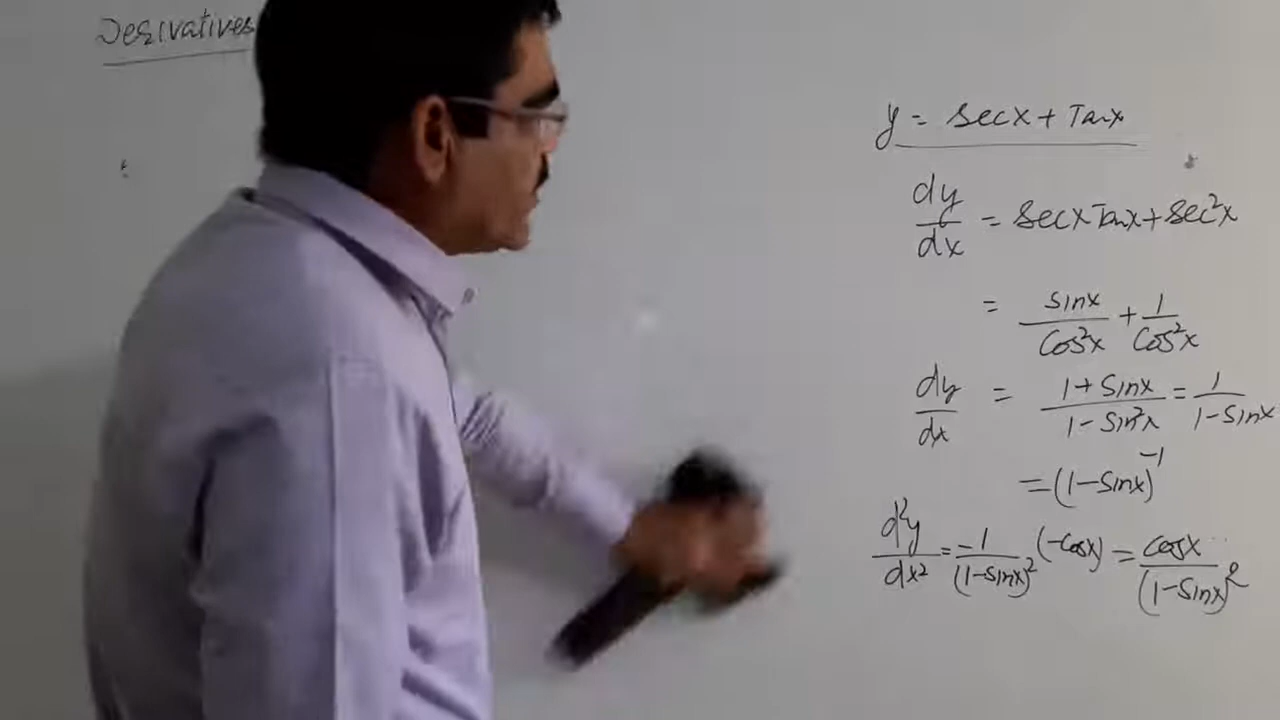 Derivatives
y = secx + Tanx
dy/dx = secx Tanx + sec²x
= sinx/cos²x + 1/cos²x
dy/dx = 1+sinx/1-sin²x = 1/1-sinx
= (1-sinx)⁻¹
d²y/dx² = -1/(1-sinx)² (-cosx) = cosx/(1-sinx)²